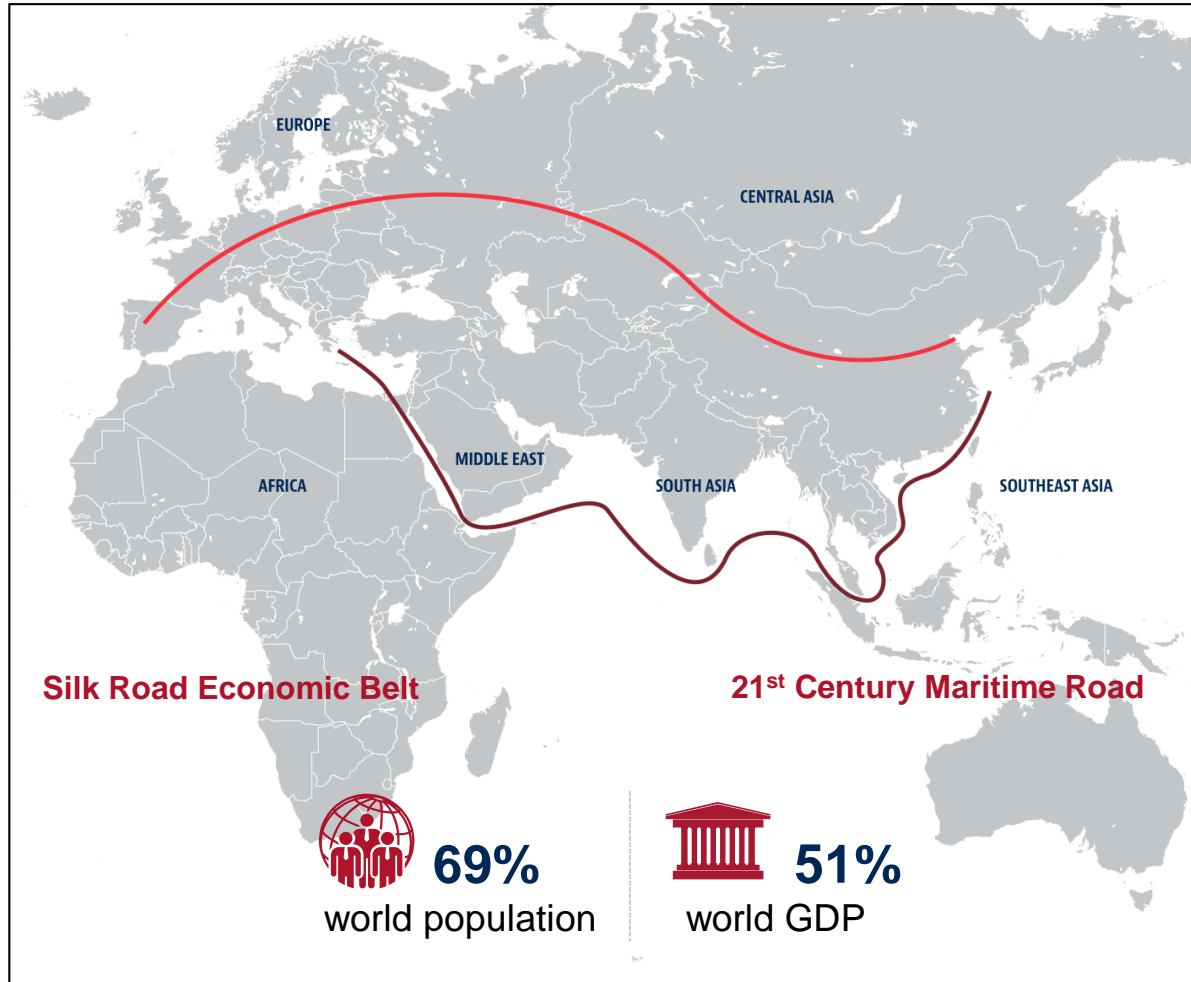 EUROPE
CENTRAL ASIA
MIDDLE EAST
AFRICA
SOUTH ASIA
SOUTHEAST ASIA
Silk Road Economic Belt
21st Century Maritime Road
69%
world population
51%
world GDP